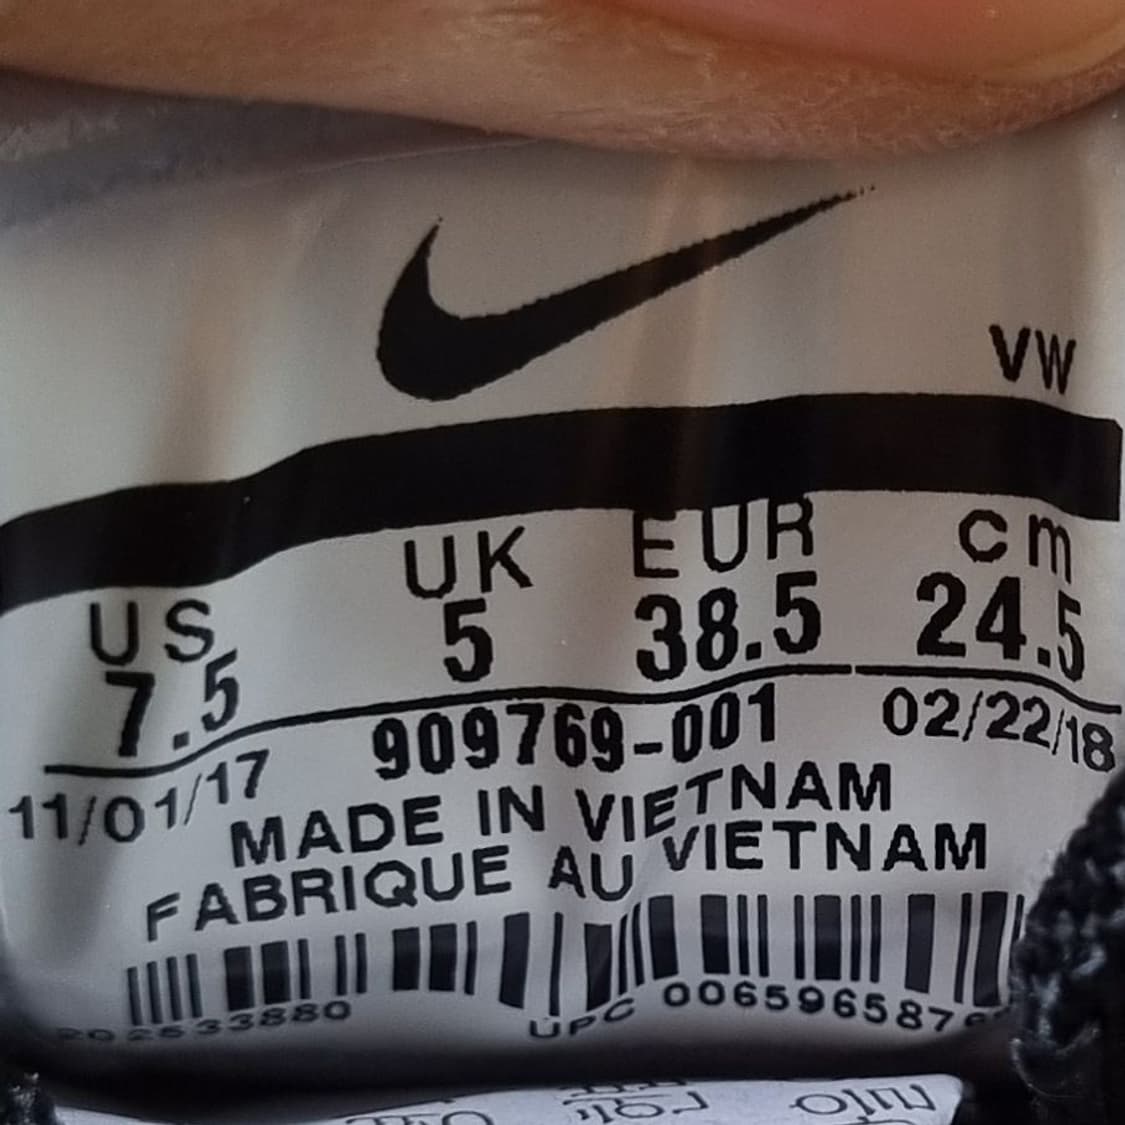 VW
US UK EUR cm
7.5 5 38.5 24.5
11/01/17 909769-001 02/22/18
MADE IN VIETNAM
FABRIQUE AU VIETNAM
UPC